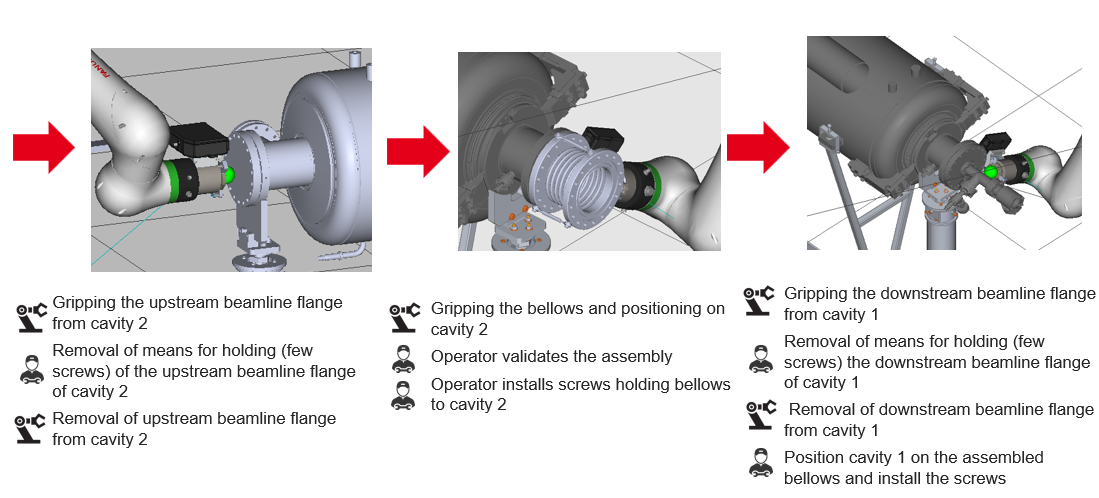 Gripping the upstream beamline flange
from cavity 2
Removal of means for holding (few
screws) of the upstream beamline flange
of cavity 2
Removal of upstream beamline flange
from cavity 2
Gripping the bellows and positioning on
cavity 2
Operator validates the assembly
Operator installs screws holding bellows
to cavity 2
Gripping the downstream beamline flange
from cavity 1
Removal of means for holding (few
screws) the downstream beamline flange
of cavity 1
Removal of downstream beamline flange
from cavity 1
Position cavity 1 on the assembled
bellows and install the screws